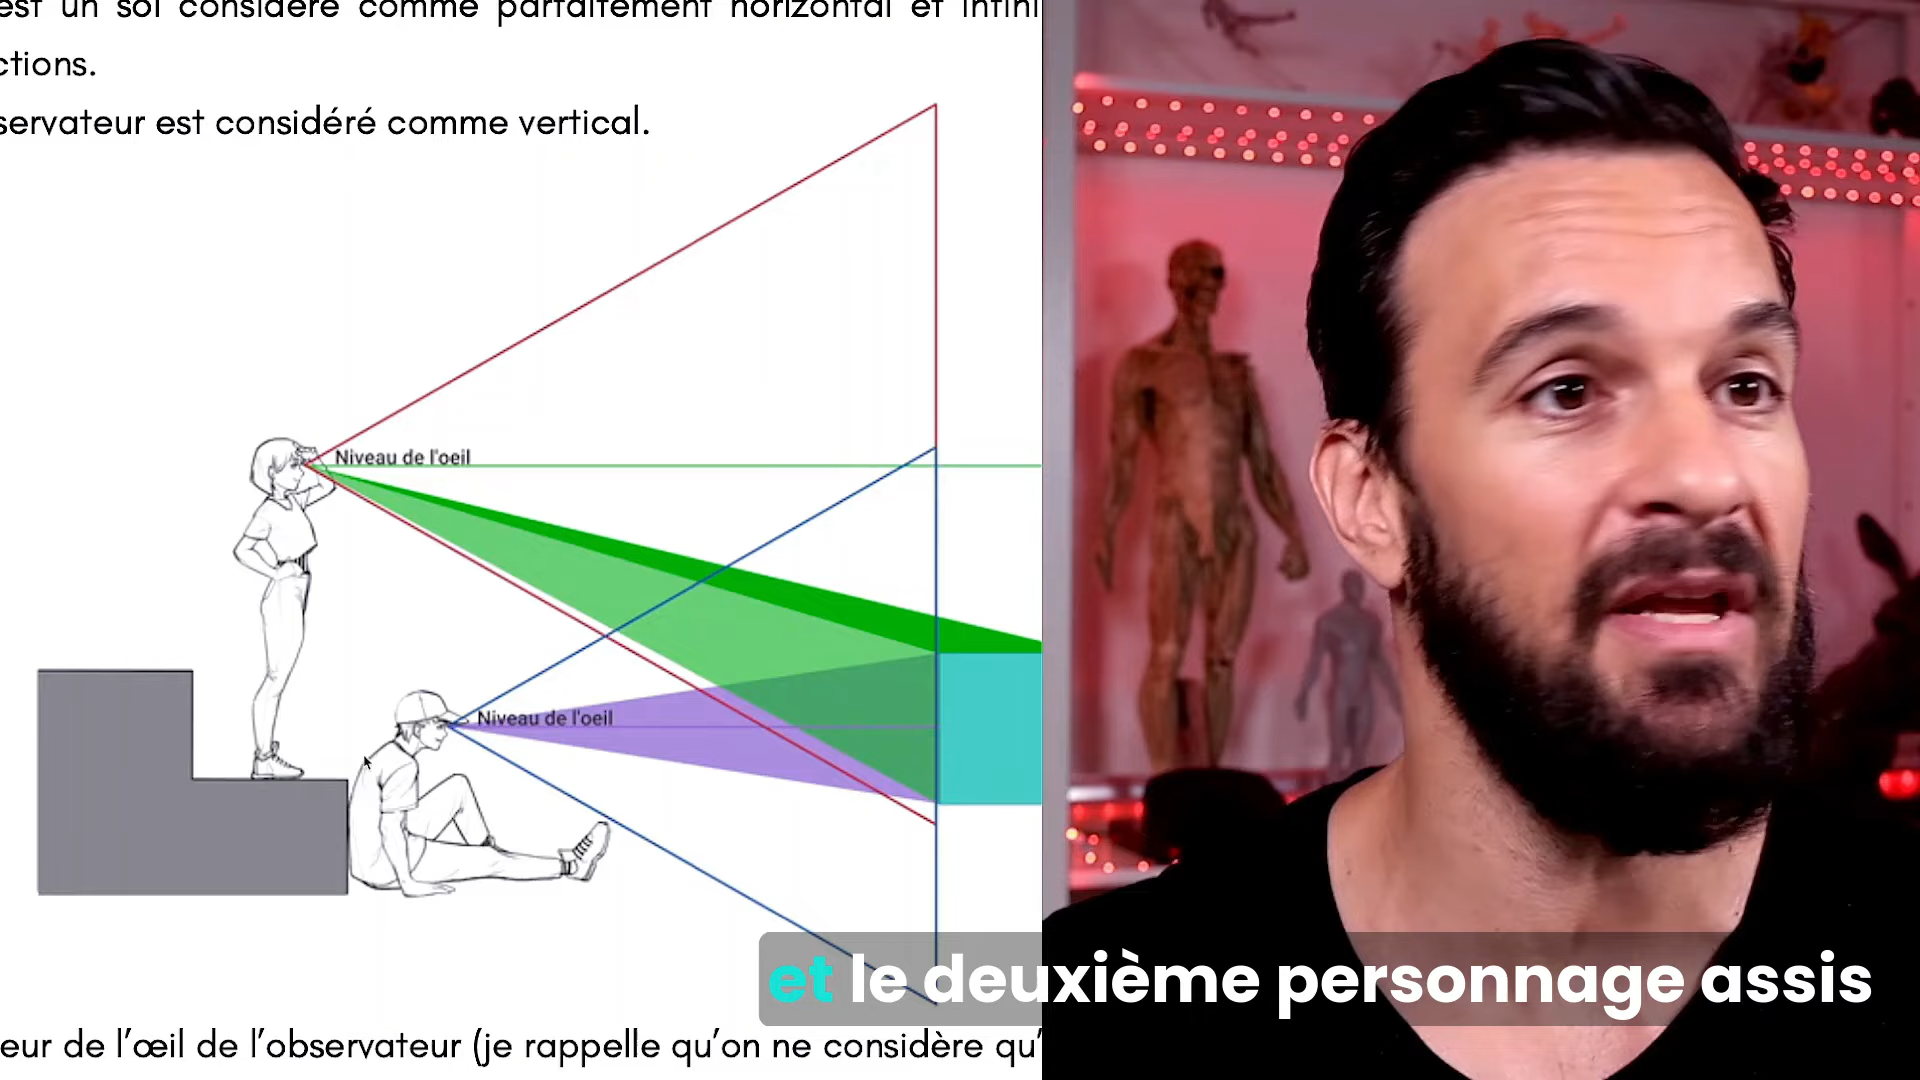 est un sol considéré comme parfaitement horizontal et infini
ctions.
servateur est considéré comme vertical.
Niveau de l'oeil
Niveau de l'oeil
et le deuxième personnage assis
eur de l'œil de l'observateur (je rappelle qu'on ne considère qu'